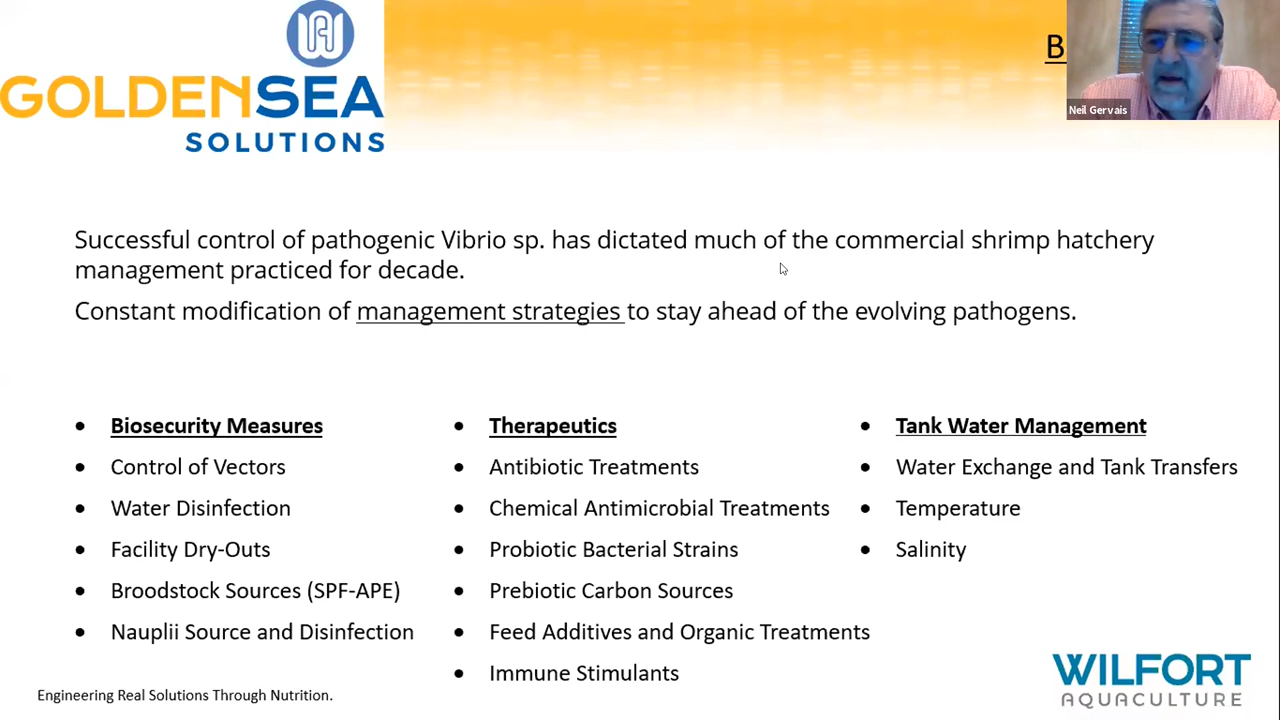 GOLDENSEA
SOLUTIONS
B
Neil Gervais
Successful control of pathogenic Vibrio sp. has dictated much of the commercial shrimp hatchery
management practiced for decade.
Constant modification of management strategies to stay ahead of the evolving pathogens.
• Biosecurity Measures
• Control of Vectors
• Water Disinfection
• Facility Dry-Outs
• Broodstock Sources (SPF-APE)
• Nauplii Source and Disinfection
• Therapeutics
• Antibiotic Treatments
• Chemical Antimicrobial Treatments
• Probiotic Bacterial Strains
• Prebiotic Carbon Sources
• Feed Additives and Organic Treatments
• Immune Stimulants
• Tank Water Management
• Water Exchange and Tank Transfers
• Temperature
• Salinity
Engineering Real Solutions Through Nutrition.
WILFORT
AQUACULTURE